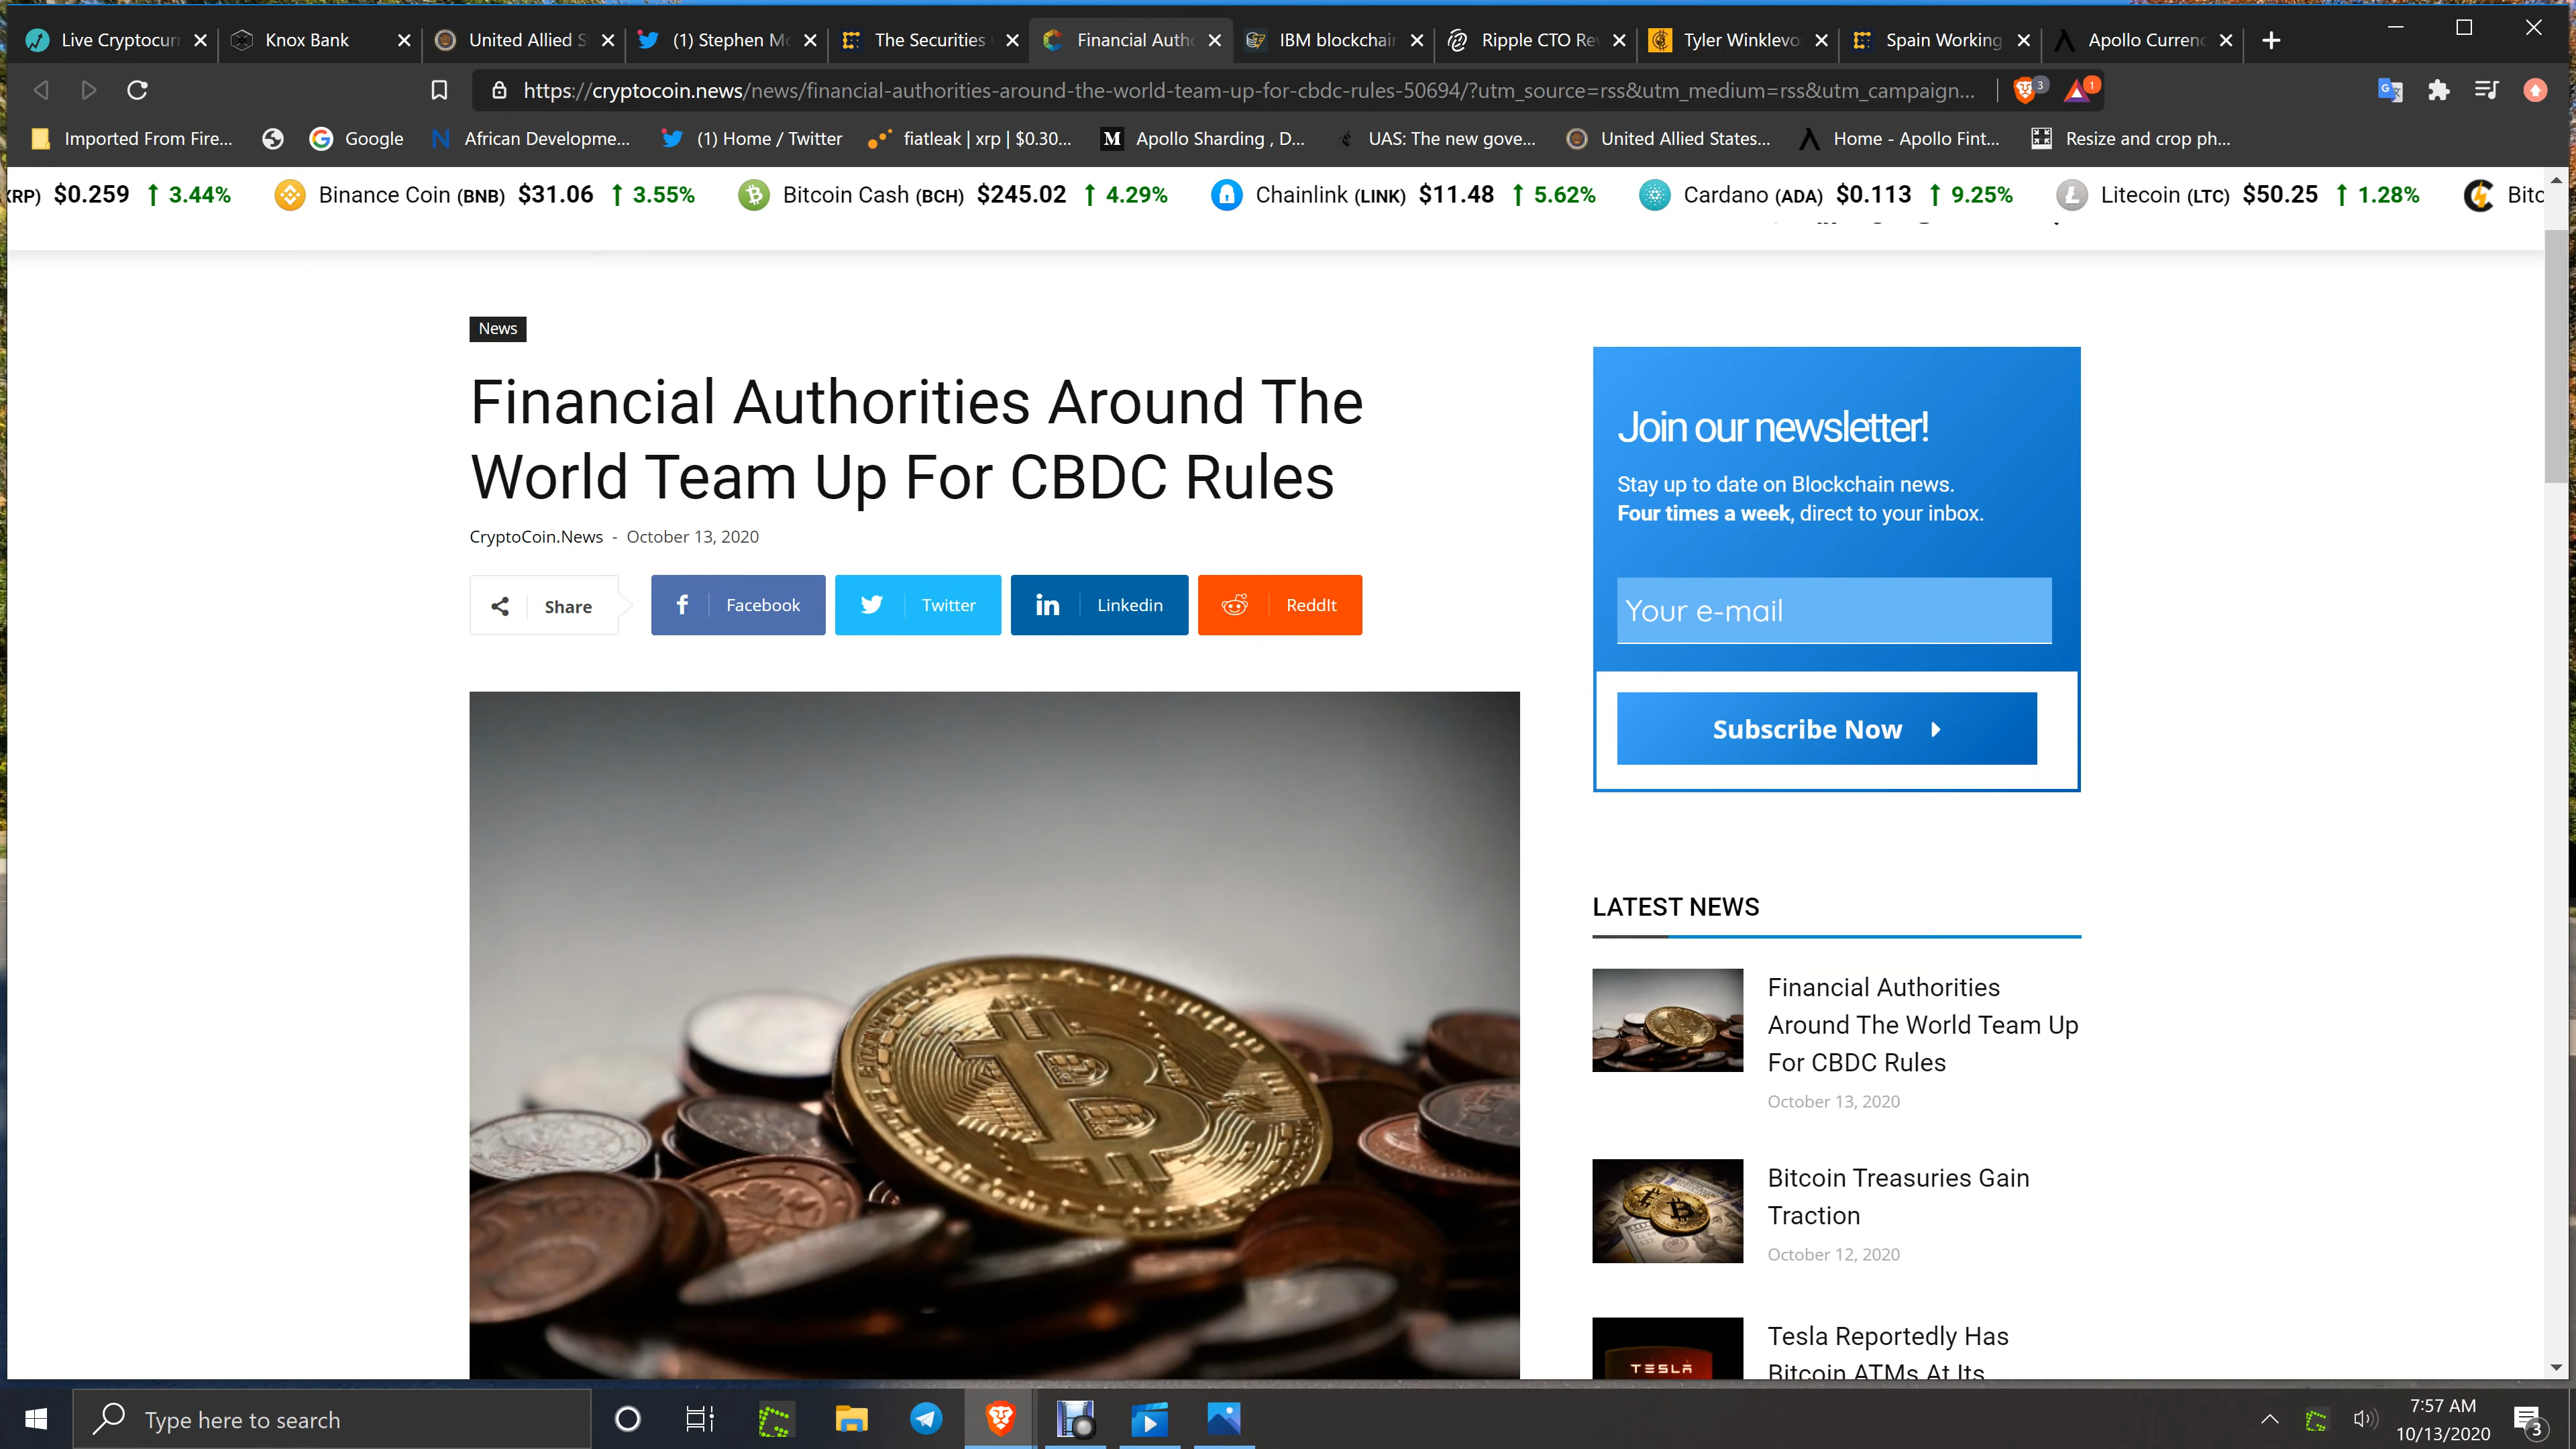 Live Cryptocur
Knox Bank
United Allied S
(1) Stephen Mc
The Securities
Financial Auth
IBM blockchain
Ripple CTO Re
Tyler Winklevo
Spain Working
Apollo Currenc
https://cryptocoin.news/news/financial-authorities-around-the-world-team-up-for-cbdc-rules-50694/?utm_source=rss&utm_medium=rss&utm_campaign...
3
1
Imported From Fire...
Google
African Developme...
(1) Home / Twitter
fiatleak | xrp | $0.30...
M Apollo Sharding , D...
UAS: The new gove...
United Allied States...
Home - Apollo Fint...
Resize and crop ph...
XRP) $0.259 ↑ 3.44%
Binance Coin (BNB) $31.06 ↑ 3.55%
Bitcoin Cash (BCH) $245.02 ↑ 4.29%
Chainlink (LINK) $11.48 ↑ 5.62%
Cardano (ADA) $0.113 ↑ 9.25%
Litecoin (LTC) $50.25 ↑ 1.28%
Bitc
News
Financial Authorities Around The
World Team Up For CBDC Rules
CryptoCoin.News - October 13, 2020
Share
Facebook
Twitter
Linkedin
ReddIt
Join our newsletter!
Stay up to date on Blockchain news.
Four times a week, direct to your inbox.
Your e-mail
Subscribe Now
LATEST NEWS
Financial Authorities
Around The World Team Up
For CBDC Rules
October 13, 2020
Bitcoin Treasuries Gain
Traction
October 12, 2020
TESLA
Tesla Reportedly Has
Bitcoin ATMs At Its
Type here to search
7:57 AM
10/13/2020
3